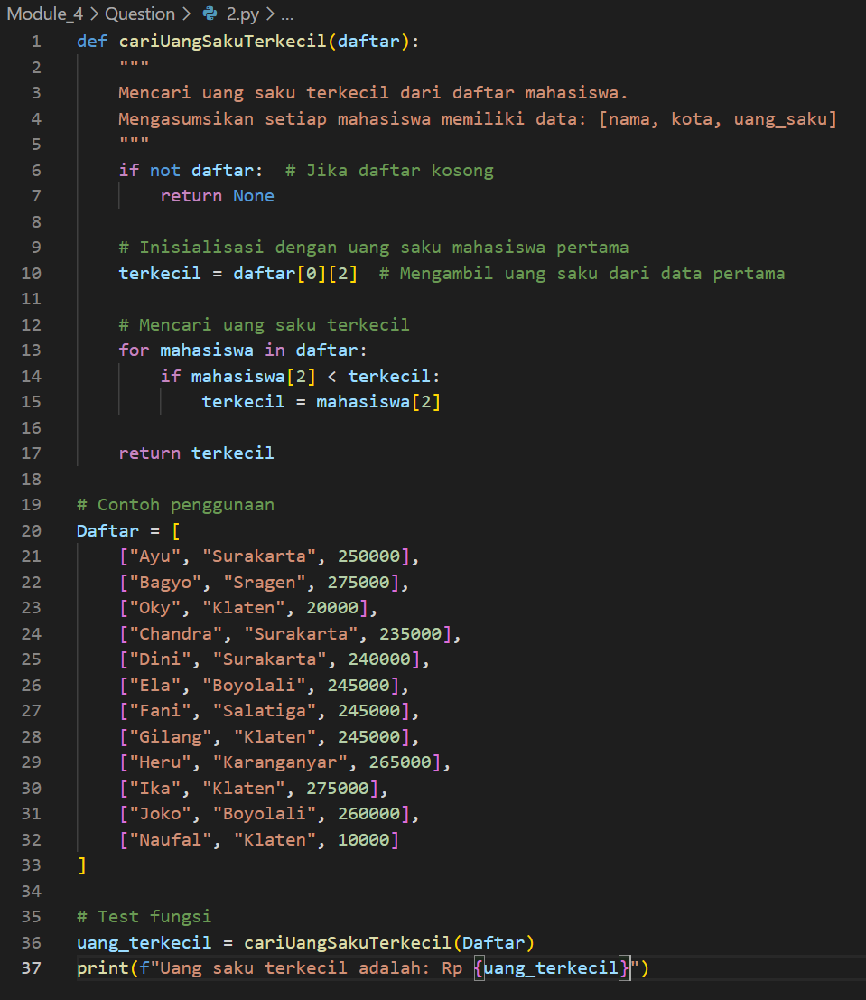 Module_4 > Question > 2.py > ...
1 def cariUangSakuTerkecil(daftar):
2     """
3     Mencari uang saku terkecil dari daftar mahasiswa.
4     Mengasumsikan setiap mahasiswa memiliki data: [nama, kota, uang_saku]
5     """
6     if not daftar:  # Jika daftar kosong
7         return None
8
9     # Inisialisasi dengan uang saku mahasiswa pertama
10     terkecil = daftar[0][2]  # Mengambil uang saku dari data pertama
11
12     # Mencari uang saku terkecil
13     for mahasiswa in daftar:
14         if mahasiswa[2] < terkecil:
15             terkecil = mahasiswa[2]
16
17     return terkecil
18
19 # Contoh penggunaan
20 Daftar = [
21     ["Ayu", "Surakarta", 250000],
22     ["Bagyo", "Sragen", 275000],
23     ["Oky", "Klaten", 20000],
24     ["Chandra", "Surakarta", 235000],
25     ["Dini", "Surakarta", 240000],
26     ["Ela", "Boyolali", 245000],
27     ["Fani", "Salatiga", 245000],
28     ["Gilang", "Klaten", 245000],
29     ["Heru", "Karanganyar", 265000],
30     ["Ika", "Klaten", 275000],
31     ["Joko", "Boyolali", 260000],
32     ["Naufal", "Klaten", 10000]
33 ]
34
35 # Test fungsi
36 uang_terkecil = cariUangSakuTerkecil(Daftar)
37 print(f"Uang saku terkecil adalah: Rp {uang_terkecil}")